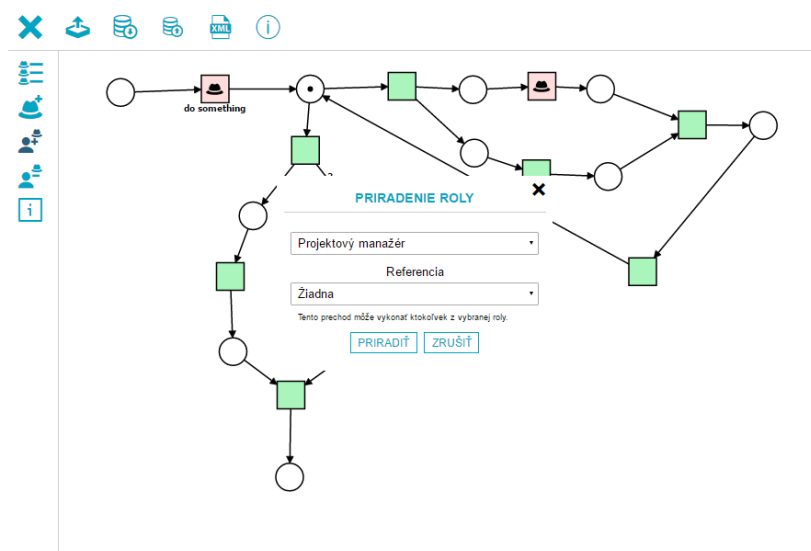 XML
do something
PRIRADENIE ROLY
Projektový manažér
Referencia
Žiadna
Tento prechod môže vykonať ktokoľvek z vybranej roly.
PRIRADIŤ
ZRUŠIŤ